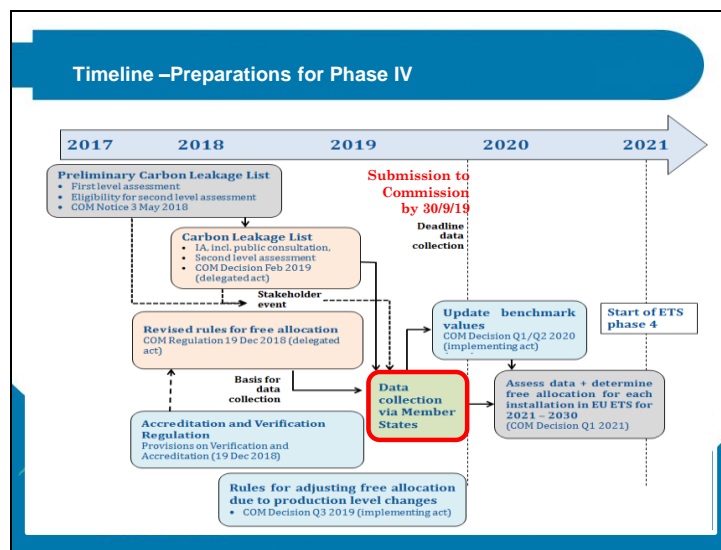 Timeline –Preparations for Phase IV
2017
2018
2019
2020
2021
Preliminary Carbon Leakage List
• First level assessment
• Eligibility for second level assessment
• COM Notice 3 May 2018
Submission to
Commission
by 30/9/19
Deadline
data
collection
Carbon Leakage List
• IA, incl. public consultation,
• Second level assessment
• COM Decision Feb 2019
(delegated act)
Stakeholder
event
Revised rules for free allocation
COM Regulation 19 Dec 2018 (delegated
act)
Update benchmark
values
COM Decision Q1/Q2 2020
(implementing act)
Start of ETS
phase 4
Basis for
data
collection
Data
collection
via Member
States
Assess data + determine
free allocation for each
installation in EU ETS for
2021 – 2030
(COM Decision Q1 2021)
Accreditation and Verification
Regulation
Provisions on Verification and
Accreditation (19 Dec 2018)
Rules for adjusting free allocation
due to production level changes
• COM Decision Q3 2019 (implementing act)